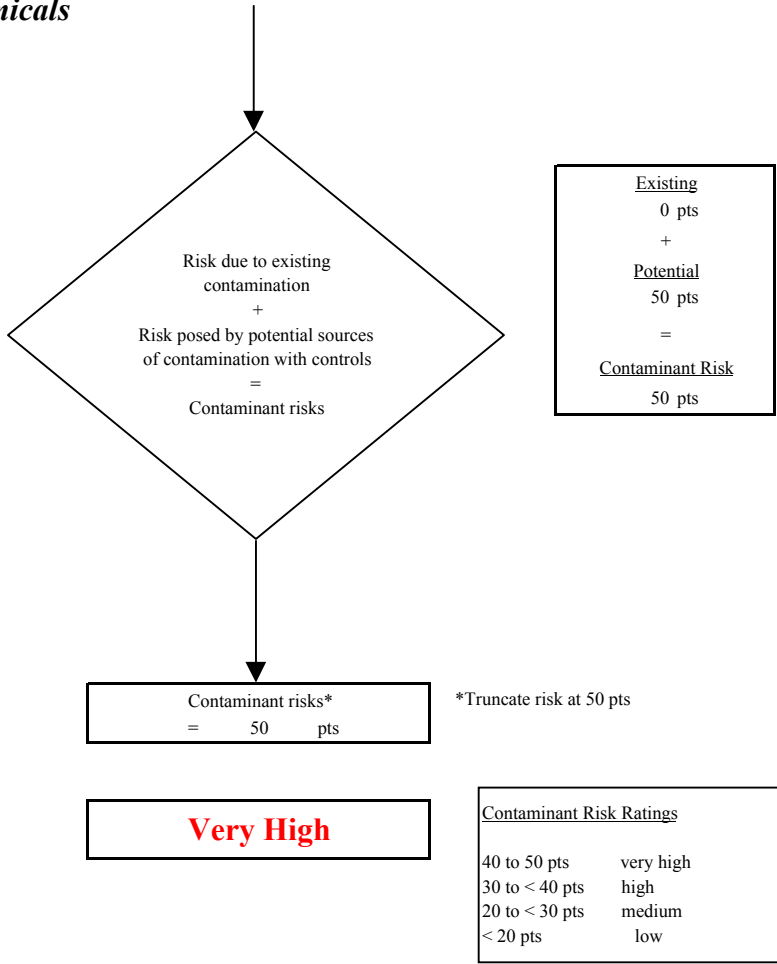 Risk due to existing
contamination
+
Risk posed by potential sources
of contamination with controls
=
Contaminant risks
Existing
0 pts
+
Potential
50 pts
=
Contaminant Risk
50 pts
Contaminant risks*
= 50 pts
*Truncate risk at 50 pts
Very High
Contaminant Risk Ratings
40 to 50 pts very high
30 to < 40 pts high
20 to < 30 pts medium
< 20 pts low